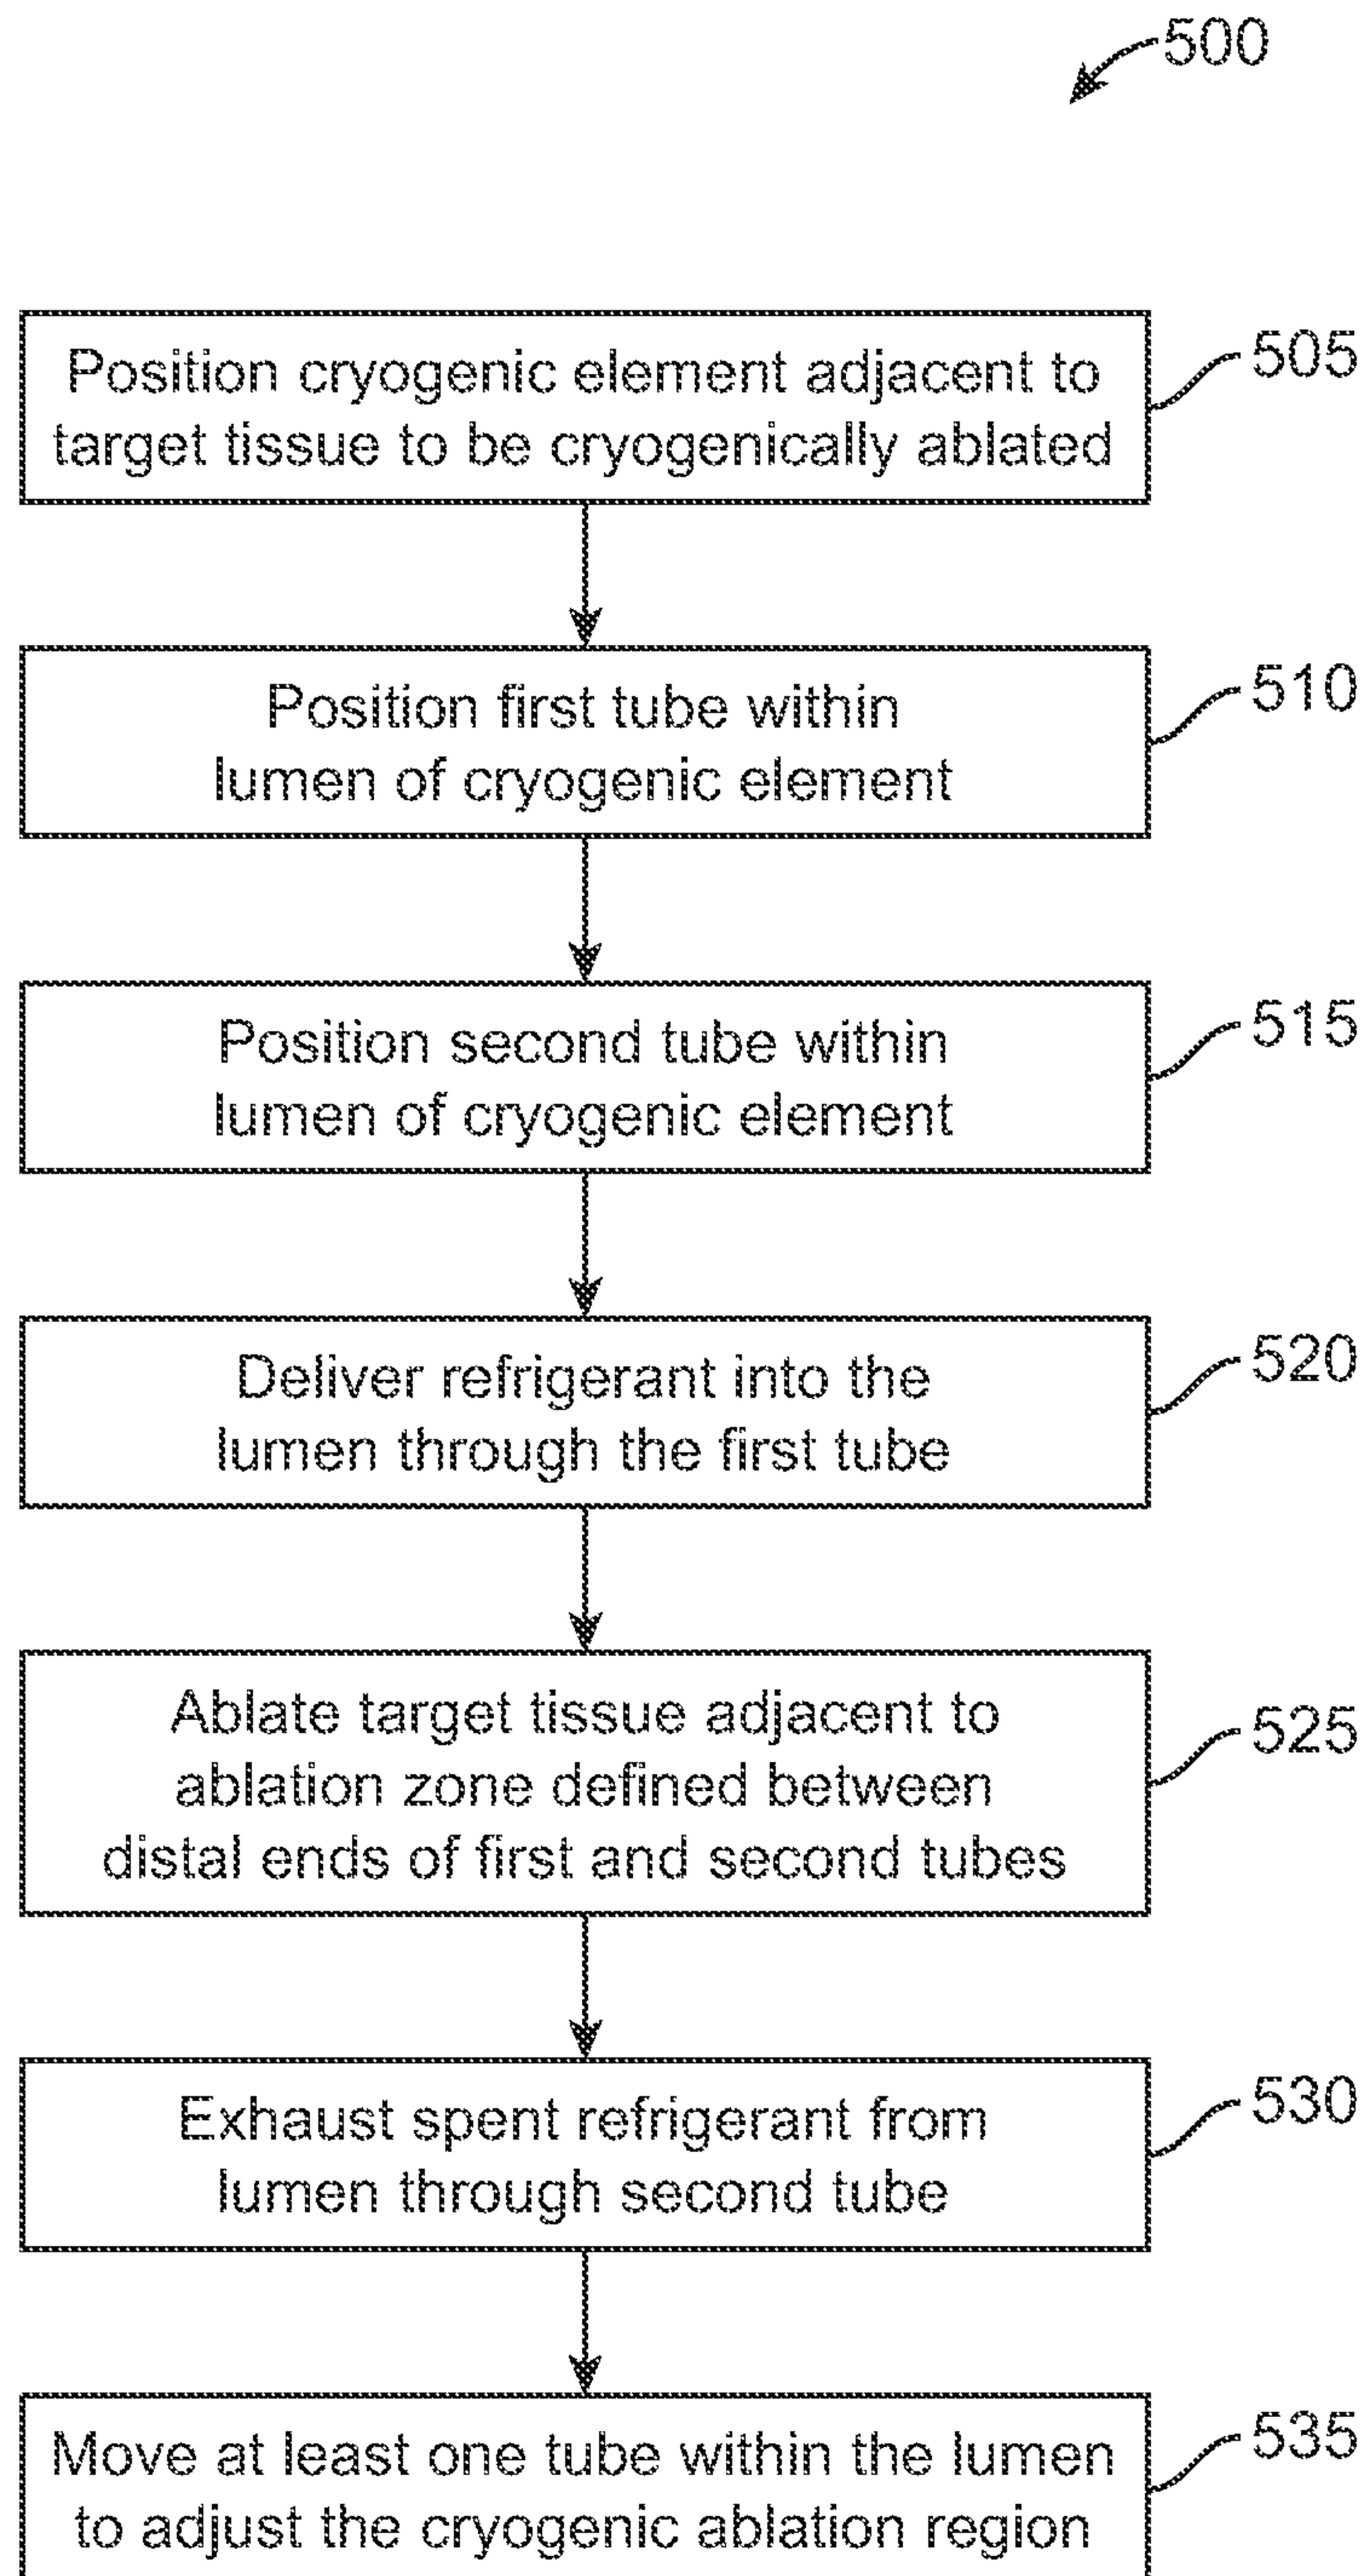 500
Position cryogenic element adjacent to
target tissue to be cryogenically ablated
505
Position first tube within
lumen of cryogenic element
510
Position second tube within
lumen of cryogenic element
515
Deliver refrigerant into the
lumen through the first tube
520
Ablate target tissue adjacent to
ablation zone defined between
distal ends of first and second tubes
525
Exhaust spent refrigerant from
lumen through second tube
530
Move at least one tube within the lumen
to adjust the cryogenic ablation region
535